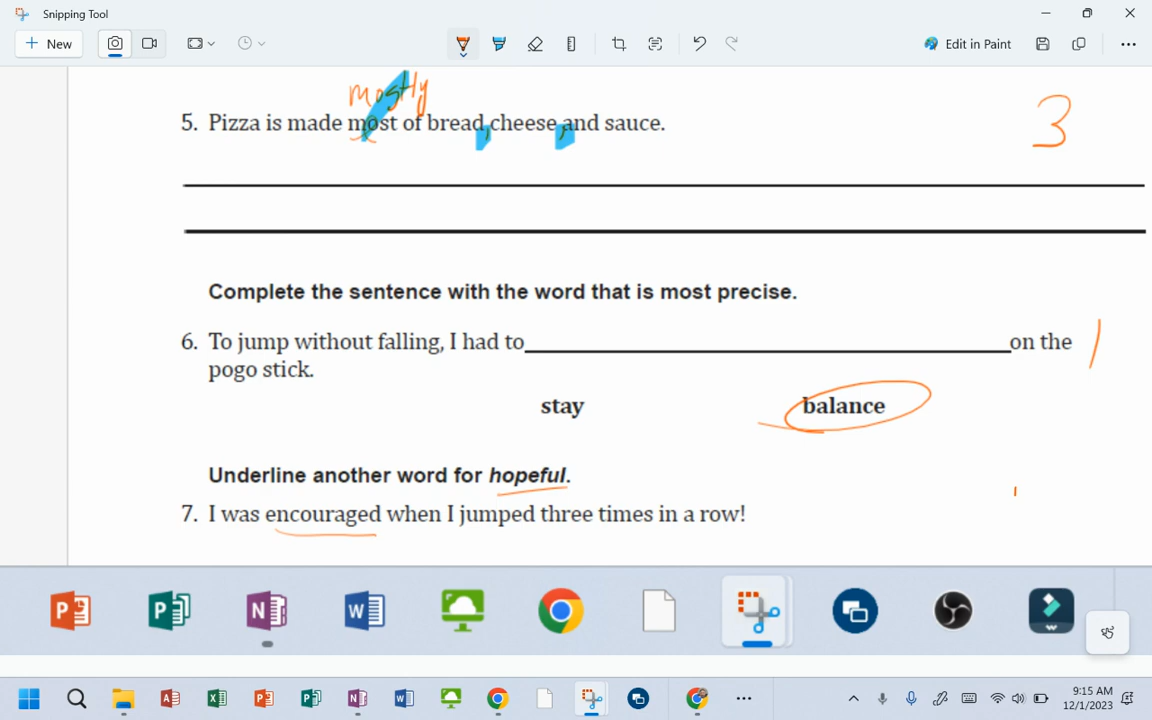 Snipping Tool
New
Edit in Paint
mostly
5. Pizza is made most of bread, cheese, and sauce.
3
Complete the sentence with the word that is most precise.
6. To jump without falling, I had to on the 1
pogo stick.
stay balance
Underline another word for hopeful.
7. I was encouraged when I jumped three times in a row!
9:15 AM
12/1/2023